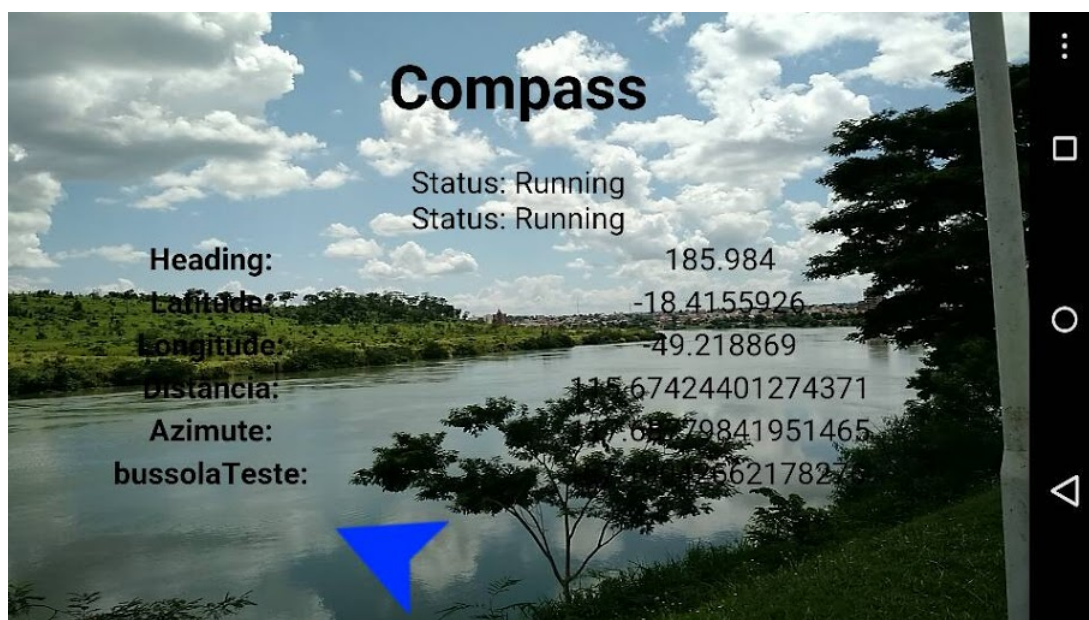 Compass
Status: Running
Status: Running
Heading: 185.984
Latitude: -18.4155926
Longitude: -49.218869
Distancia: 115.67424401274371
Azimute:
bussolaTeste: